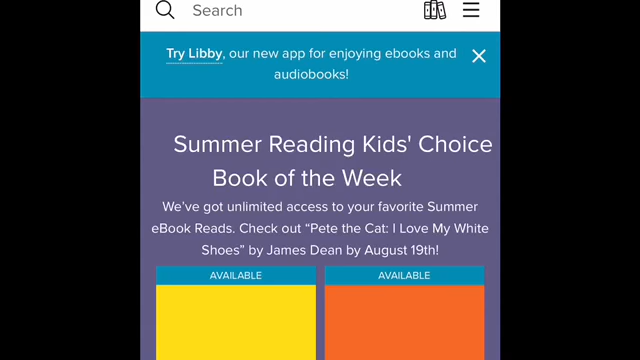 Search
Try Libby, our new app for enjoying ebooks and
audiobooks!
Summer Reading Kids' Choice
Book of the Week
We've got unlimited access to your favorite Summer
eBook Reads. Check out “Pete the Cat: I Love My White
Shoes” by James Dean by August 19th!
AVAILABLE
AVAILABLE